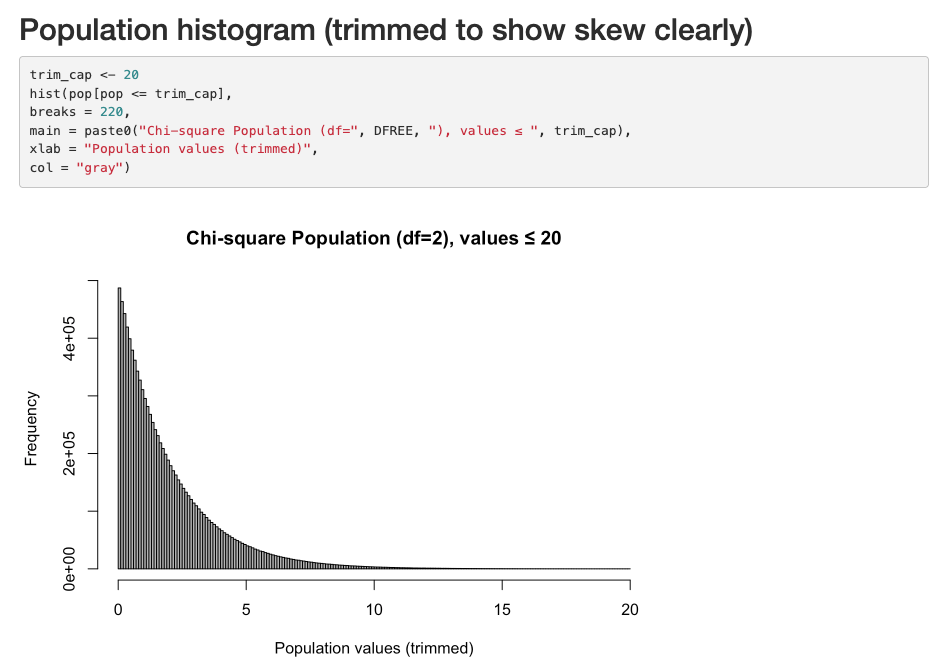 Population histogram (trimmed to show skew clearly)
trim_cap <- 20
hist(pop[pop <= trim_cap],
breaks = 220,
main = paste0("Chi-square Population (df=", DFREE, "), values ≤ ", trim_cap),
xlab = "Population values (trimmed)",
col = "gray")
Chi-square Population (df=2), values ≤ 20
Frequency
4e+05
2e+05
0e+00
0 5 10 15 20
Population values (trimmed)